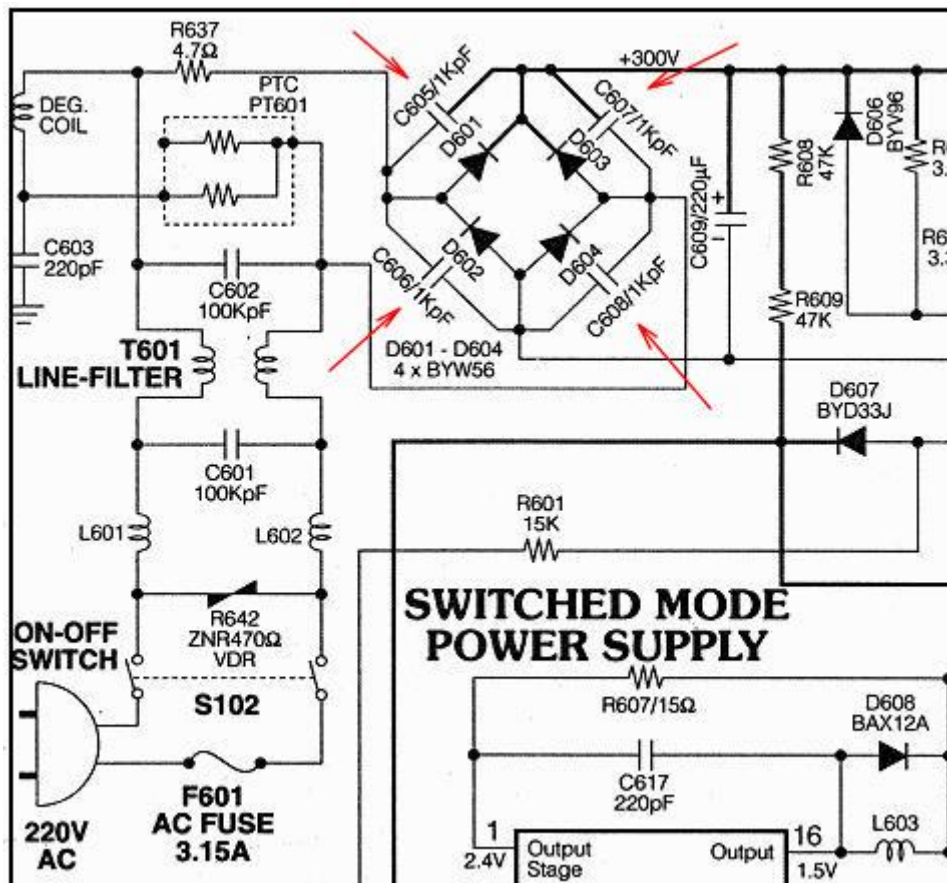 R637
4.7Ω
PTC
PT601
DEG.
COIL
C603
220pF
C602
100KpF
T601
LINE-FILTER
C601
100KpF
L601
L602
R642
ZNR470Ω
VDR
ON-OFF
SWITCH
S102
F601
AC FUSE
3.15A
220V
AC
C605/1KpF
C607/1KpF
D601
D603
D602
D604
C606/1KpF
C608/1KpF
D601 - D604
4 x BYW56
+300V
C609/220µF
+
−
R608
47K
D606
BYV96
R609
47K
D607
BYD33J
R601
15K
SWITCHED MODE
POWER SUPPLY
R607/15Ω
D608
BAX12A
C617
220pF
L603
1
2.4V
Output
Stage
Output
16
1.5V